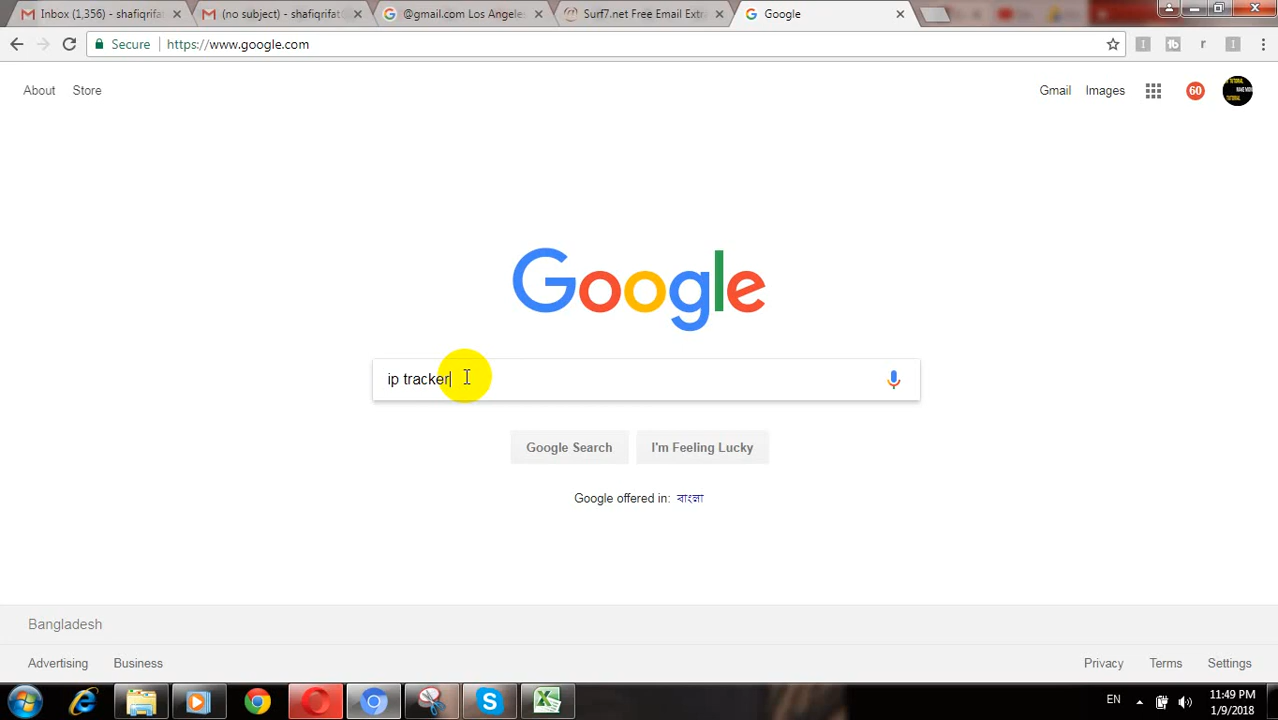 Inbox (1,356) - shafiqrifat
(no subject) - shafiqrifat
@gmail.com Los Angeles
Surf7.net Free Email Extr
Google
Secure https://www.google.com
About Store
Gmail Images 60
Google
ip tracker
Google Search I'm Feeling Lucky
Google offered in: বাংলা
Bangladesh
Advertising Business
Privacy Terms Settings
EN 11:49 PM
1/9/2018